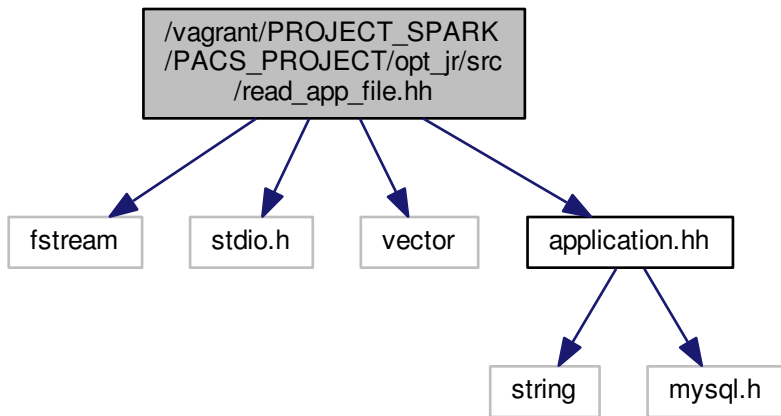 /vagrant/PROJECT_SPARK
/PACS_PROJECT/opt_jr/src
/read_app_file.hh
fstream
stdio.h
vector
application.hh
string
mysql.h